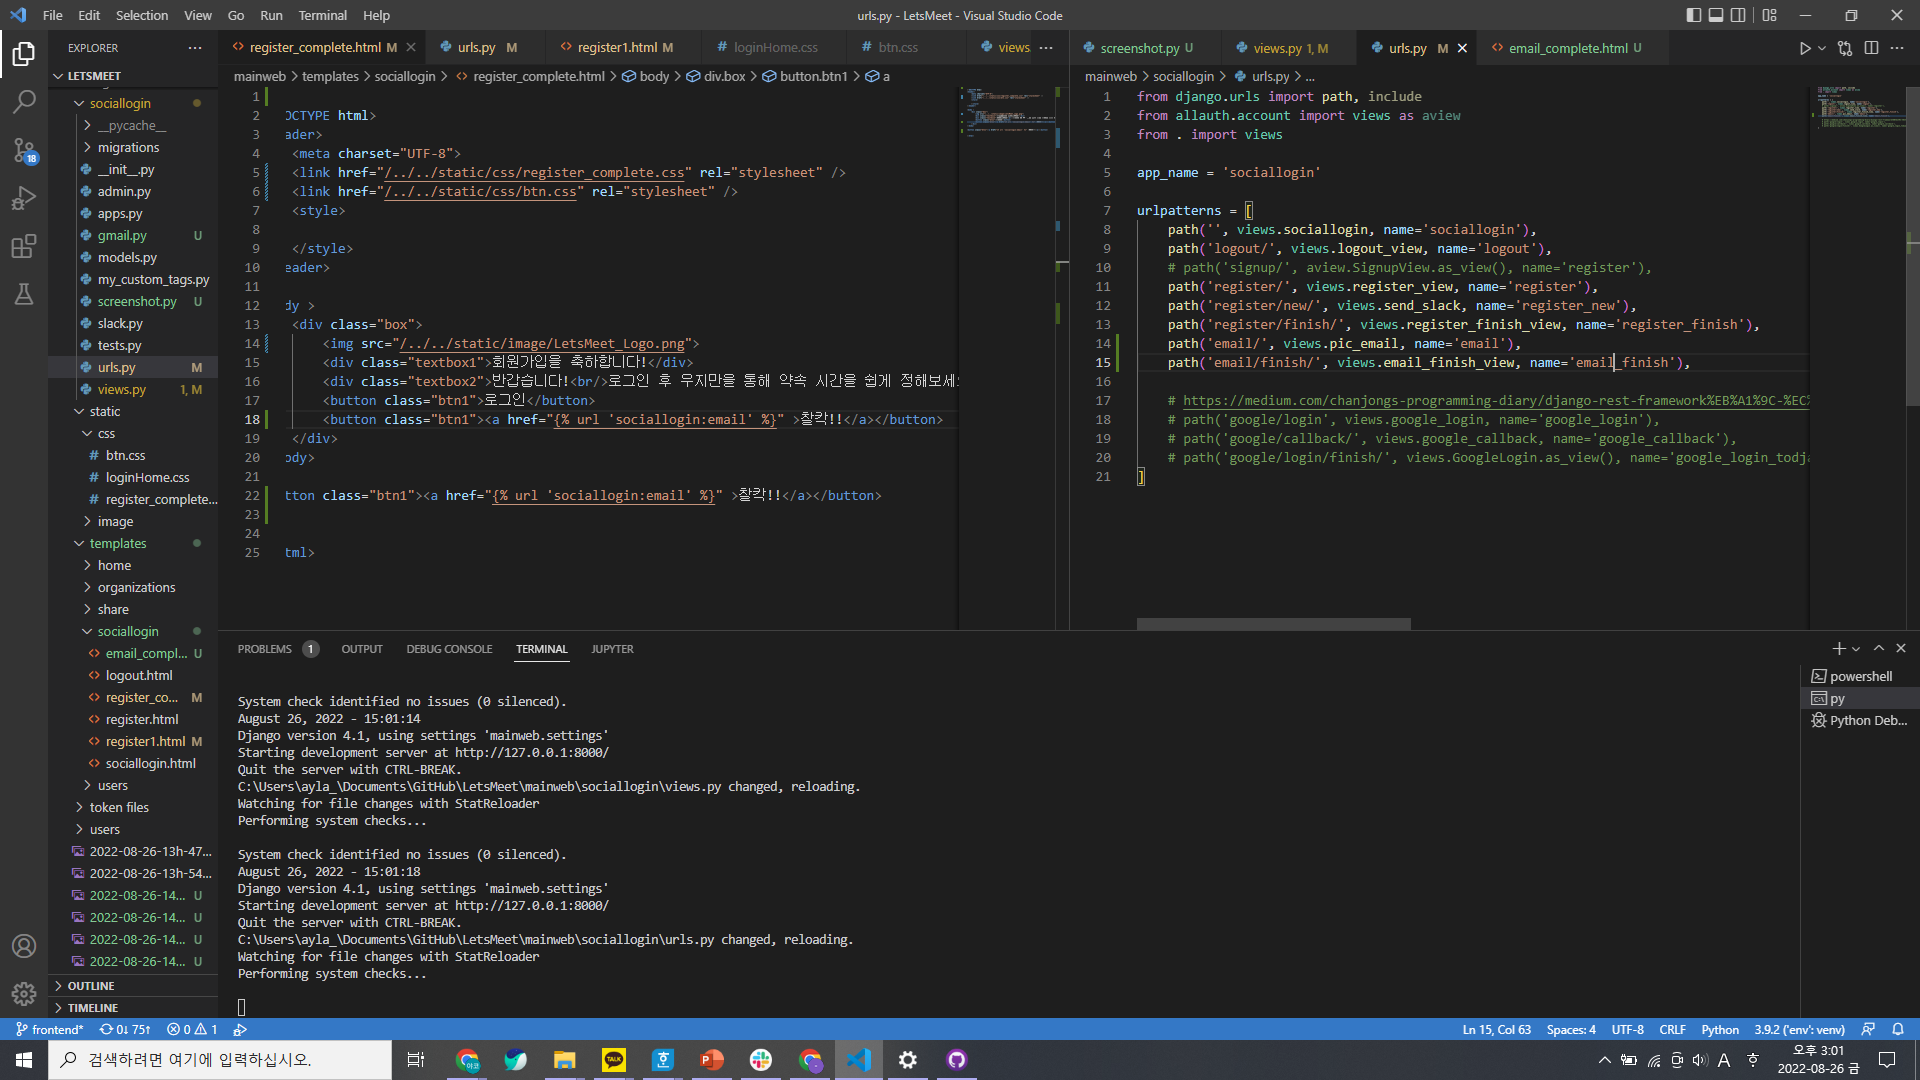 File Edit Selection View Go Run Terminal Help
urls.py - LetsMeet - Visual Studio Code
EXPLORER
LETSMEET
sociallogin
__pycache__
migrations
__init__.py
admin.py
apps.py
gmail.py U
models.py
my_custom_tags.py
screenshot.py U
slack.py
tests.py
urls.py M
views.py 1, M
static
css
btn.css
loginHome.css
register_complete...
image
templates
home
organizations
share
sociallogin
email_compl... U
logout.html
register_co... M
register.html
register1.html M
sociallogin.html
users
token files
users
2022-08-26-13h-47...
2022-08-26-13h-54...
2022-08-26-14... U
2022-08-26-14... U
2022-08-26-14... U
2022-08-26-14... U
OUTLINE
TIMELINE
18
register_complete.html M
urls.py M
register1.html M
loginHome.css
btn.css
views
mainweb > templates > sociallogin > register_complete.html > body > div.box > button.btn1 > a
1
2 OCTYPE html>
3 ader>
4 <meta charset="UTF-8">
5 <link href="/../../static/css/register_complete.css" rel="stylesheet" />
6 <link href="/../../static/css/btn.css" rel="stylesheet" />
7 <style>
8
9 </style>
10 eader>
11
12 dy >
13 <div class="box">
14 <img src="/../../static/image/LetsMeet_Logo.png">
15 <div class="textbox1">회원가입을 축하합니다!</div>
16 <div class="textbox2">반갑습니다!<br/>로그인 후 우지만을 통해 약속 시간을 쉽게 정해보세
17 <button class="btn1">로그인</button>
18 <button class="btn1"><a href="{% url 'sociallogin:email' %}" >찰칵!!</a></button>
19 </div>
20 ody>
21
22 tton class="btn1"><a href="{% url 'sociallogin:email' %}" >찰칵!!</a></button>
23
24
25 tml>
screenshot.py U
views.py 1, M
urls.py M
email_complete.html U
mainweb > sociallogin > urls.py > ...
1 from django.urls import path, include
2 from allauth.account import views as aview
3 from . import views
4
5 app_name = 'sociallogin'
6
7 urlpatterns = [
8 path('', views.sociallogin, name='sociallogin'),
9 path('logout/', views.logout_view, name='logout'),
10 # path('signup/', aview.SignupView.as_view(), name='register'),
11 path('register/', views.register_view, name='register'),
12 path('register/new/', views.send_slack, name='register_new'),
13 path('register/finish/', views.register_finish_view, name='register_finish'),
14 path('email/', views.pic_email, name='email'),
15 path('email/finish/', views.email_finish_view, name='email_finish'),
16
17 # https://medium.com/chanjongs-programming-diary/django-rest-framework%EB%A1%9C-%EC%
18 # path('google/login', views.google_login, name='google_login'),
19 # path('google/callback/', views.google_callback, name='google_callback'),
20 # path('google/login/finish/', views.GoogleLogin.as_view(), name='google_login_todja
21 ]
PROBLEMS 1 OUTPUT DEBUG CONSOLE TERMINAL JUPYTER
System check identified no issues (0 silenced).
August 26, 2022 - 15:01:14
Django version 4.1, using settings 'mainweb.settings'
Starting development server at http://127.0.0.1:8000/
Quit the server with CTRL-BREAK.
C:\Users\ayla_\Documents\GitHub\LetsMeet\mainweb\sociallogin\views.py changed, reloading.
Watching for file changes with StatReloader
Performing system checks...
System check identified no issues (0 silenced).
August 26, 2022 - 15:01:18
Django version 4.1, using settings 'mainweb.settings'
Starting development server at http://127.0.0.1:8000/
Quit the server with CTRL-BREAK.
C:\Users\ayla_\Documents\GitHub\LetsMeet\mainweb\sociallogin\urls.py changed, reloading.
Watching for file changes with StatReloader
Performing system checks...
powershell
py
Python Deb...
frontend* 0↓ 75↑ 0 1
Ln 15, Col 63 Spaces: 4 UTF-8 CRLF Python 3.9.2 ('env': venv)
검색하려면 여기에 입력하십시오.
TALK
A
오후 3:01
2022-08-26 금